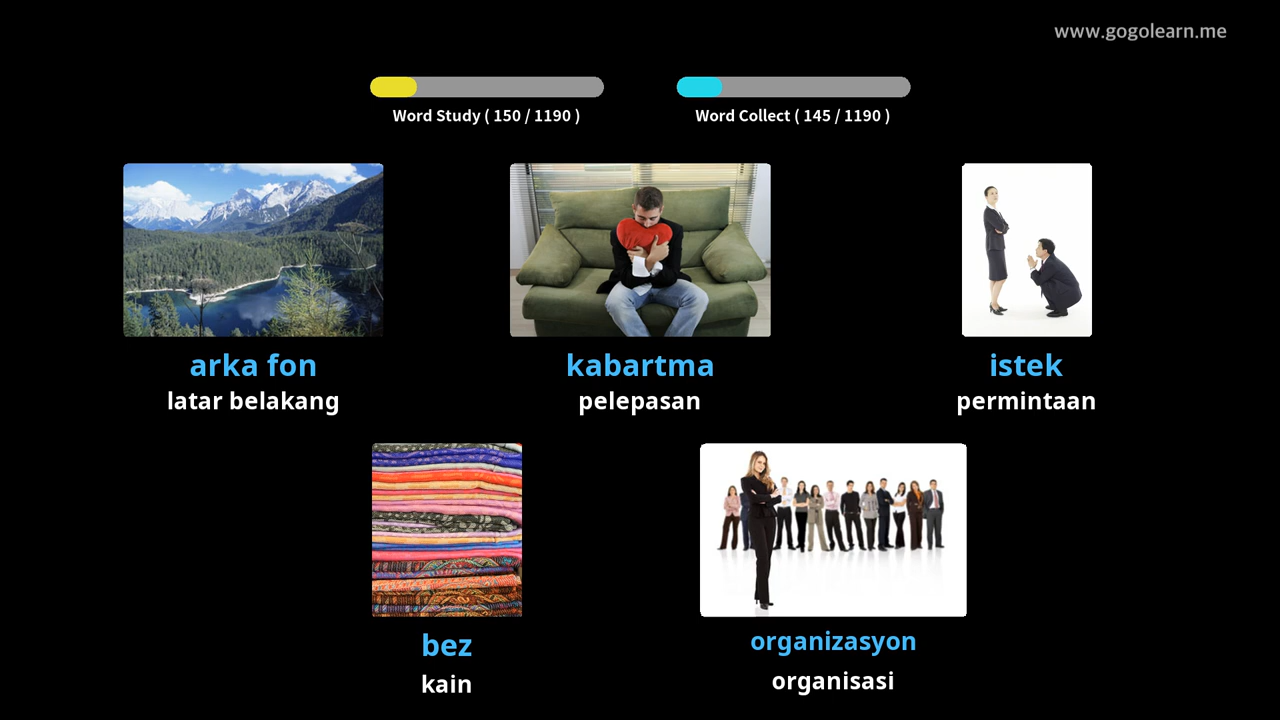 www.gogolearn.me
Word Study ( 150 / 1190 )
Word Collect ( 145 / 1190 )
arka fon
latar belakang
kabartma
pelepasan
istek
permintaan
bez
kain
organizasyon
organisasi